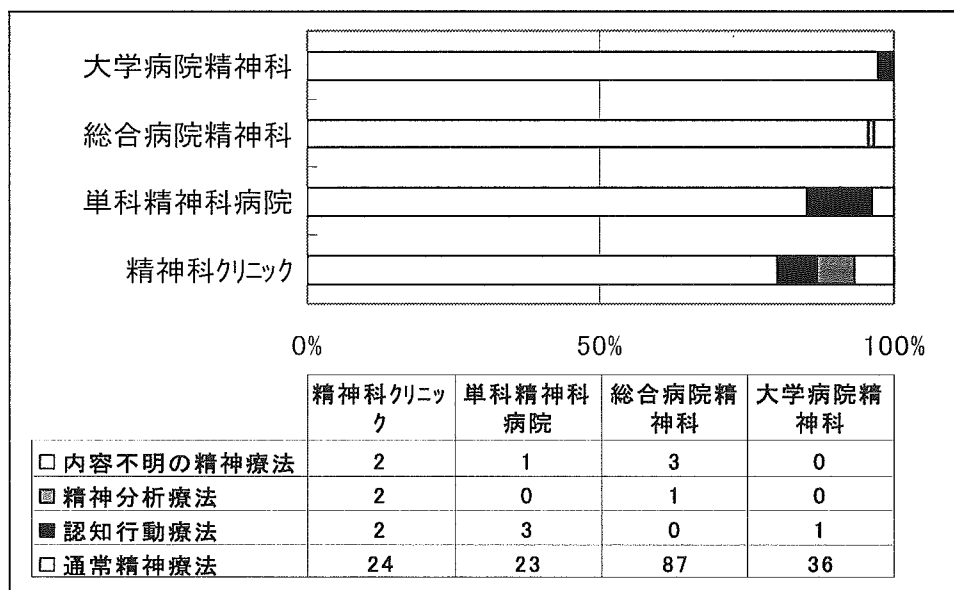 大学病院精神科
総合病院精神科
単科精神科病院
精神科クリニック
0% 50% 100%
精神科クリニック 単科精神科病院 総合病院精神科 大学病院精神科
□内容不明の精神療法 2 1 3 0
■精神分析療法 2 0 1 0
■認知行動療法 2 3 0 1
□通常精神療法 24 23 87 36